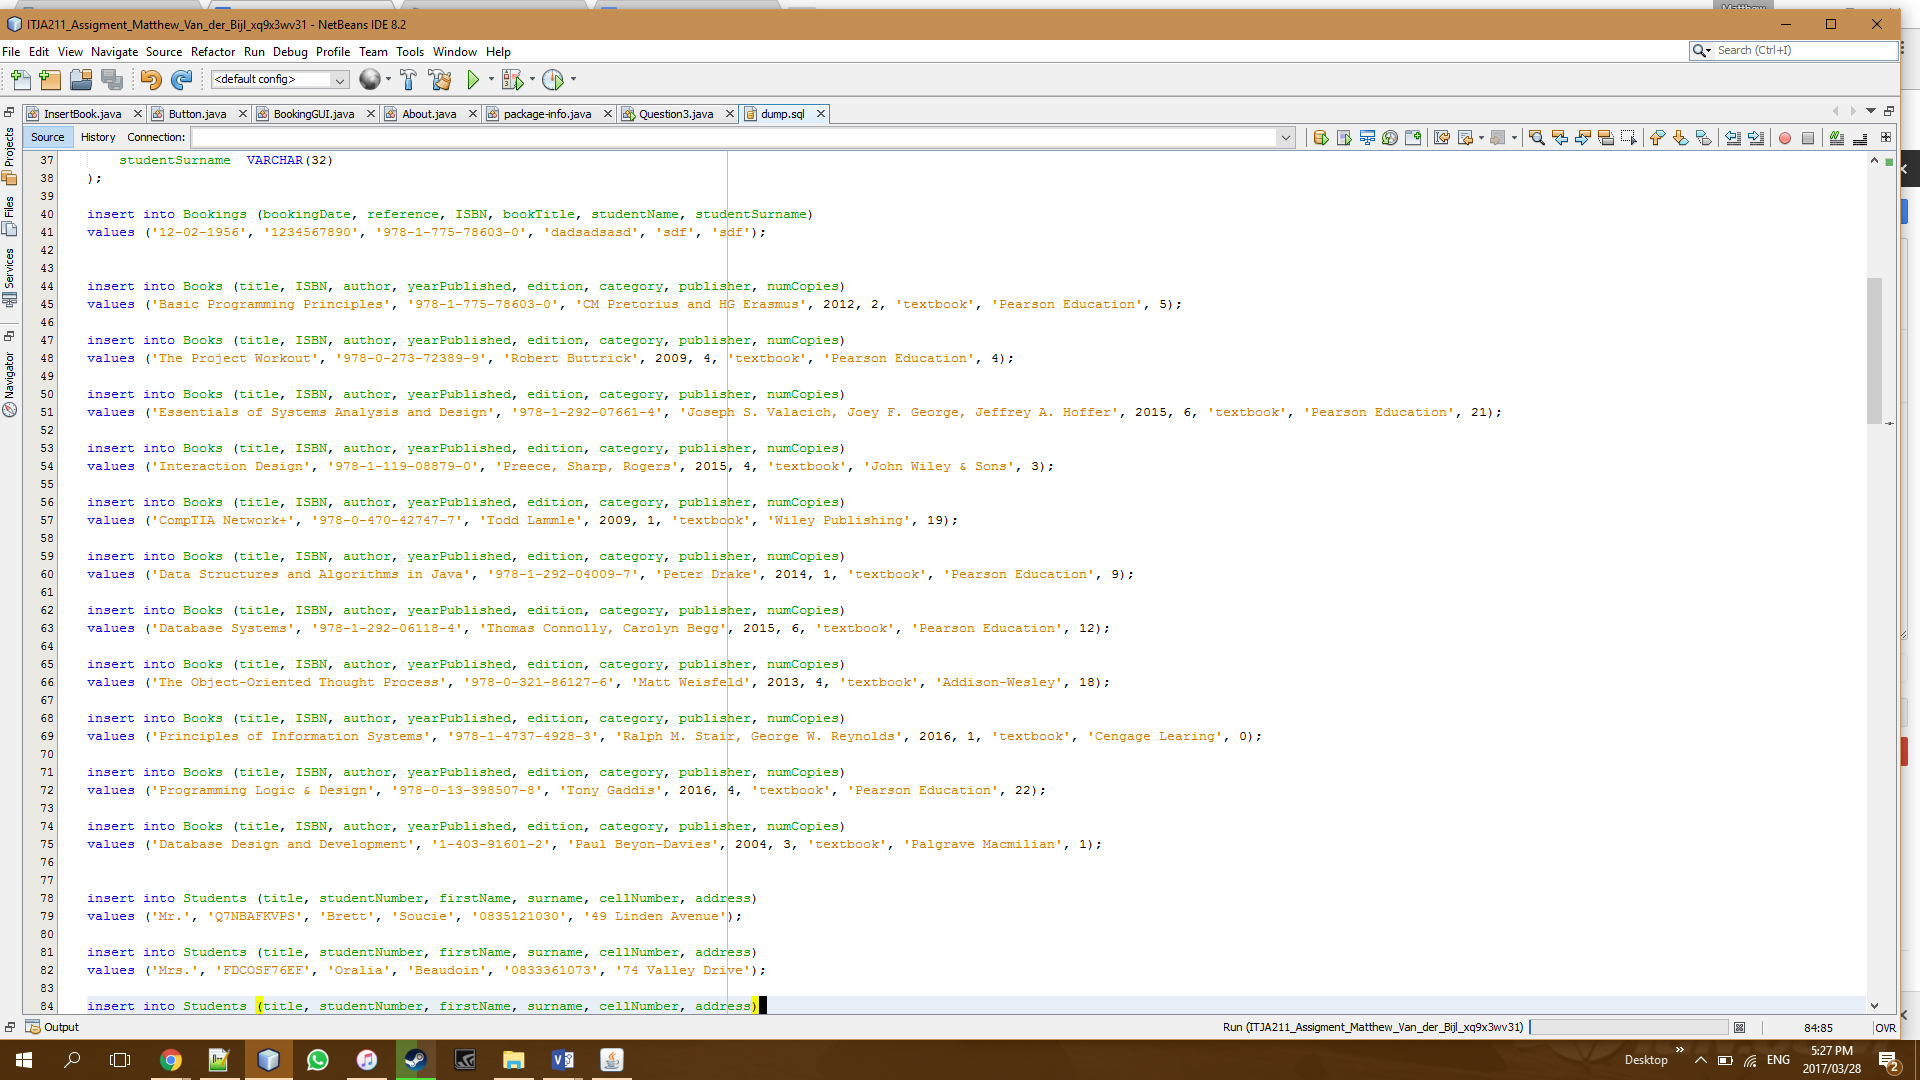 ITJA211_Assigment_Matthew_Van_der_Bijl_xq9x3wv31 - NetBeans IDE 8.2
File Edit View Navigate Source Refactor Run Debug Profile Team Tools Window Help
Search (Ctrl+I)
<default config>
InsertBook.java Button.java BookingGUI.java About.java package-info.java Question3.java dump.sql
Source History Connection:
Projects
Files
Services
Navigator
37 studentSurname VARCHAR(32)
38 );
39
40 insert into Bookings (bookingDate, reference, ISBN, bookTitle, studentName, studentSurname)
41 values ('12-02-1956', '1234567890', '978-1-775-78603-0', 'dadsadsasd', 'sdf', 'sdf');
42
43
44 insert into Books (title, ISBN, author, yearPublished, edition, category, publisher, numCopies)
45 values ('Basic Programming Principles', '978-1-775-78603-0', 'CM Pretorius and HG Erasmus', 2012, 2, 'textbook', 'Pearson Education', 5);
46
47 insert into Books (title, ISBN, author, yearPublished, edition, category, publisher, numCopies)
48 values ('The Project Workout', '978-0-273-72389-9', 'Robert Buttrick', 2009, 4, 'textbook', 'Pearson Education', 4);
49
50 insert into Books (title, ISBN, author, yearPublished, edition, category, publisher, numCopies)
51 values ('Essentials of Systems Analysis and Design', '978-1-292-07661-4', 'Joseph S. Valacich, Joey F. George, Jeffrey A. Hoffer', 2015, 6, 'textbook', 'Pearson Education', 21);
52
53 insert into Books (title, ISBN, author, yearPublished, edition, category, publisher, numCopies)
54 values ('Interaction Design', '978-1-119-08879-0', 'Preece, Sharp, Rogers', 2015, 4, 'textbook', 'John Wiley & Sons', 3);
55
56 insert into Books (title, ISBN, author, yearPublished, edition, category, publisher, numCopies)
57 values ('CompTIA Network+', '978-0-470-42747-7', 'Todd Lammle', 2009, 1, 'textbook', 'Wiley Publishing', 19);
58
59 insert into Books (title, ISBN, author, yearPublished, edition, category, publisher, numCopies)
60 values ('Data Structures and Algorithms in Java', '978-1-292-04009-7', 'Peter Drake', 2014, 1, 'textbook', 'Pearson Education', 9);
61
62 insert into Books (title, ISBN, author, yearPublished, edition, category, publisher, numCopies)
63 values ('Database Systems', '978-1-292-06118-4', 'Thomas Connolly, Carolyn Begg', 2015, 6, 'textbook', 'Pearson Education', 12);
64
65 insert into Books (title, ISBN, author, yearPublished, edition, category, publisher, numCopies)
66 values ('The Object-Oriented Thought Process', '978-0-321-86127-6', 'Matt Weisfeld', 2013, 4, 'textbook', 'Addison-Wesley', 18);
67
68 insert into Books (title, ISBN, author, yearPublished, edition, category, publisher, numCopies)
69 values ('Principles of Information Systems', '978-1-4737-4928-3', 'Ralph M. Stair, George W. Reynolds', 2016, 1, 'textbook', 'Cengage Learing', 0);
70
71 insert into Books (title, ISBN, author, yearPublished, edition, category, publisher, numCopies)
72 values ('Programming Logic & Design', '978-0-13-398507-8', 'Tony Gaddis', 2016, 4, 'textbook', 'Pearson Education', 22);
73
74 insert into Books (title, ISBN, author, yearPublished, edition, category, publisher, numCopies)
75 values ('Database Design and Development', '1-403-91601-2', 'Paul Beyon-Davies', 2004, 3, 'textbook', 'Palgrave Macmilian', 1);
76
77
78 insert into Students (title, studentNumber, firstName, surname, cellNumber, address)
79 values ('Mr.', 'Q7NBAFKVPS', 'Brett', 'Soucie', '0835121030', '49 Linden Avenue');
80
81 insert into Students (title, studentNumber, firstName, surname, cellNumber, address)
82 values ('Mrs.', 'FDCOSF76EF', 'Oralia', 'Beaudoin', '0833361073', '74 Valley Drive');
83
84 insert into Students (title, studentNumber, firstName, surname, cellNumber, address)
Output
Run (ITJA211_Assigment_Matthew_Van_der_Bijl_xq9x3wv31)
84:85 OVR
Desktop
ENG
5:27 PM
2017/03/28
2